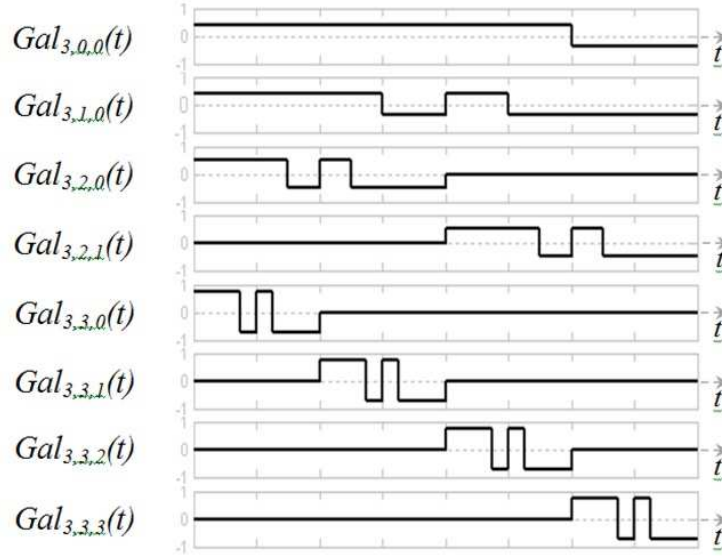 1
Gal3,0,0(t)
0
-1
t
1
Gal3,1,0(t)
0
-1
t
1
Gal3,2,0(t)
0
-1
t
1
Gal3,2,1(t)
0
-1
t
1
Gal3,3,0(t)
0
-1
t
1
Gal3,3,1(t)
0
-1
t
1
Gal3,3,2(t)
0
-1
t
1
Gal3,3,3(t)
0
-1
t